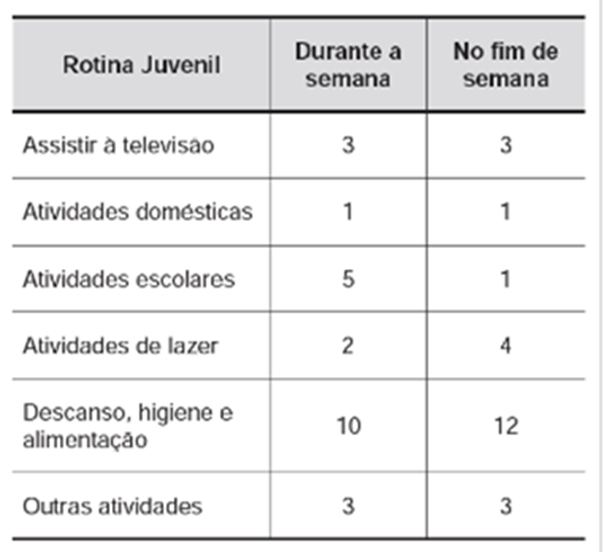 Rotina Juvenil Durante a semana No fim de semana
Assistir à televisão 3 3
Atividades domésticas 1 1
Atividades escolares 5 1
Atividades de lazer 2 4
Descanso, higiene e alimentação 10 12
Outras atividades 3 3